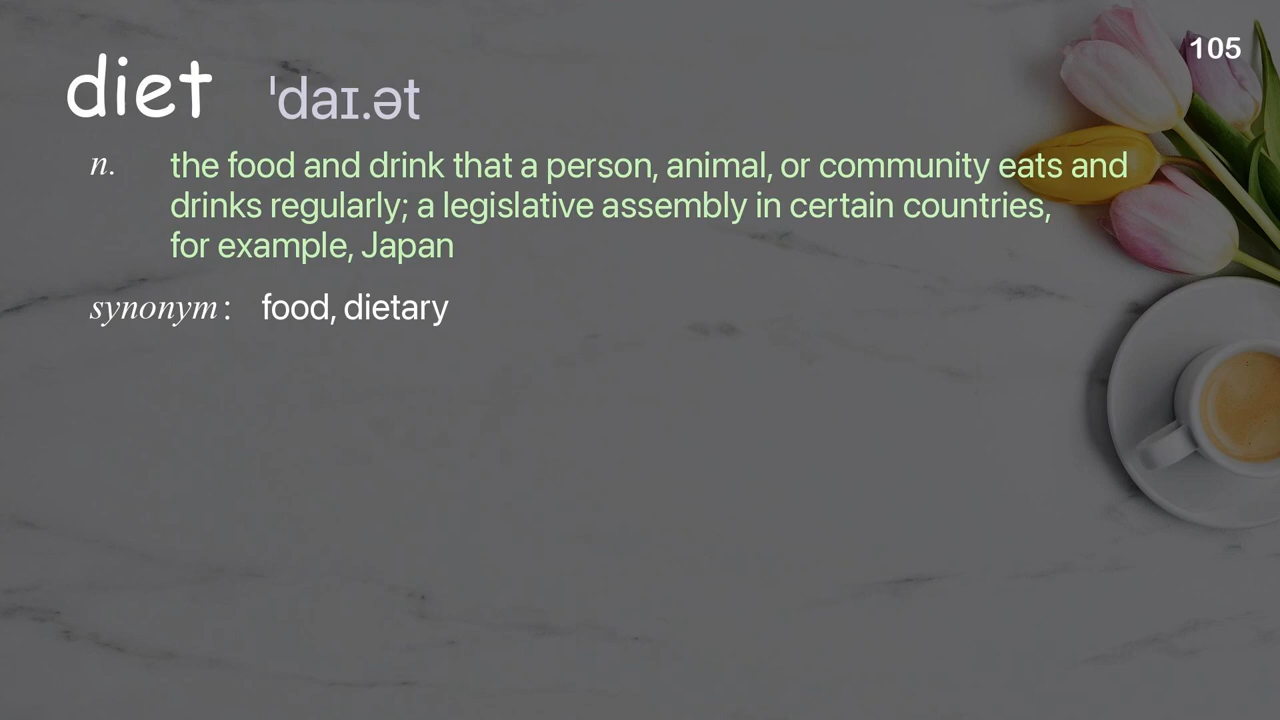 105
diet ˈdaɪ.ət
n. the food and drink that a person, animal, or community eats and
drinks regularly; a legislative assembly in certain countries,
for example, Japan
synonym: food, dietary